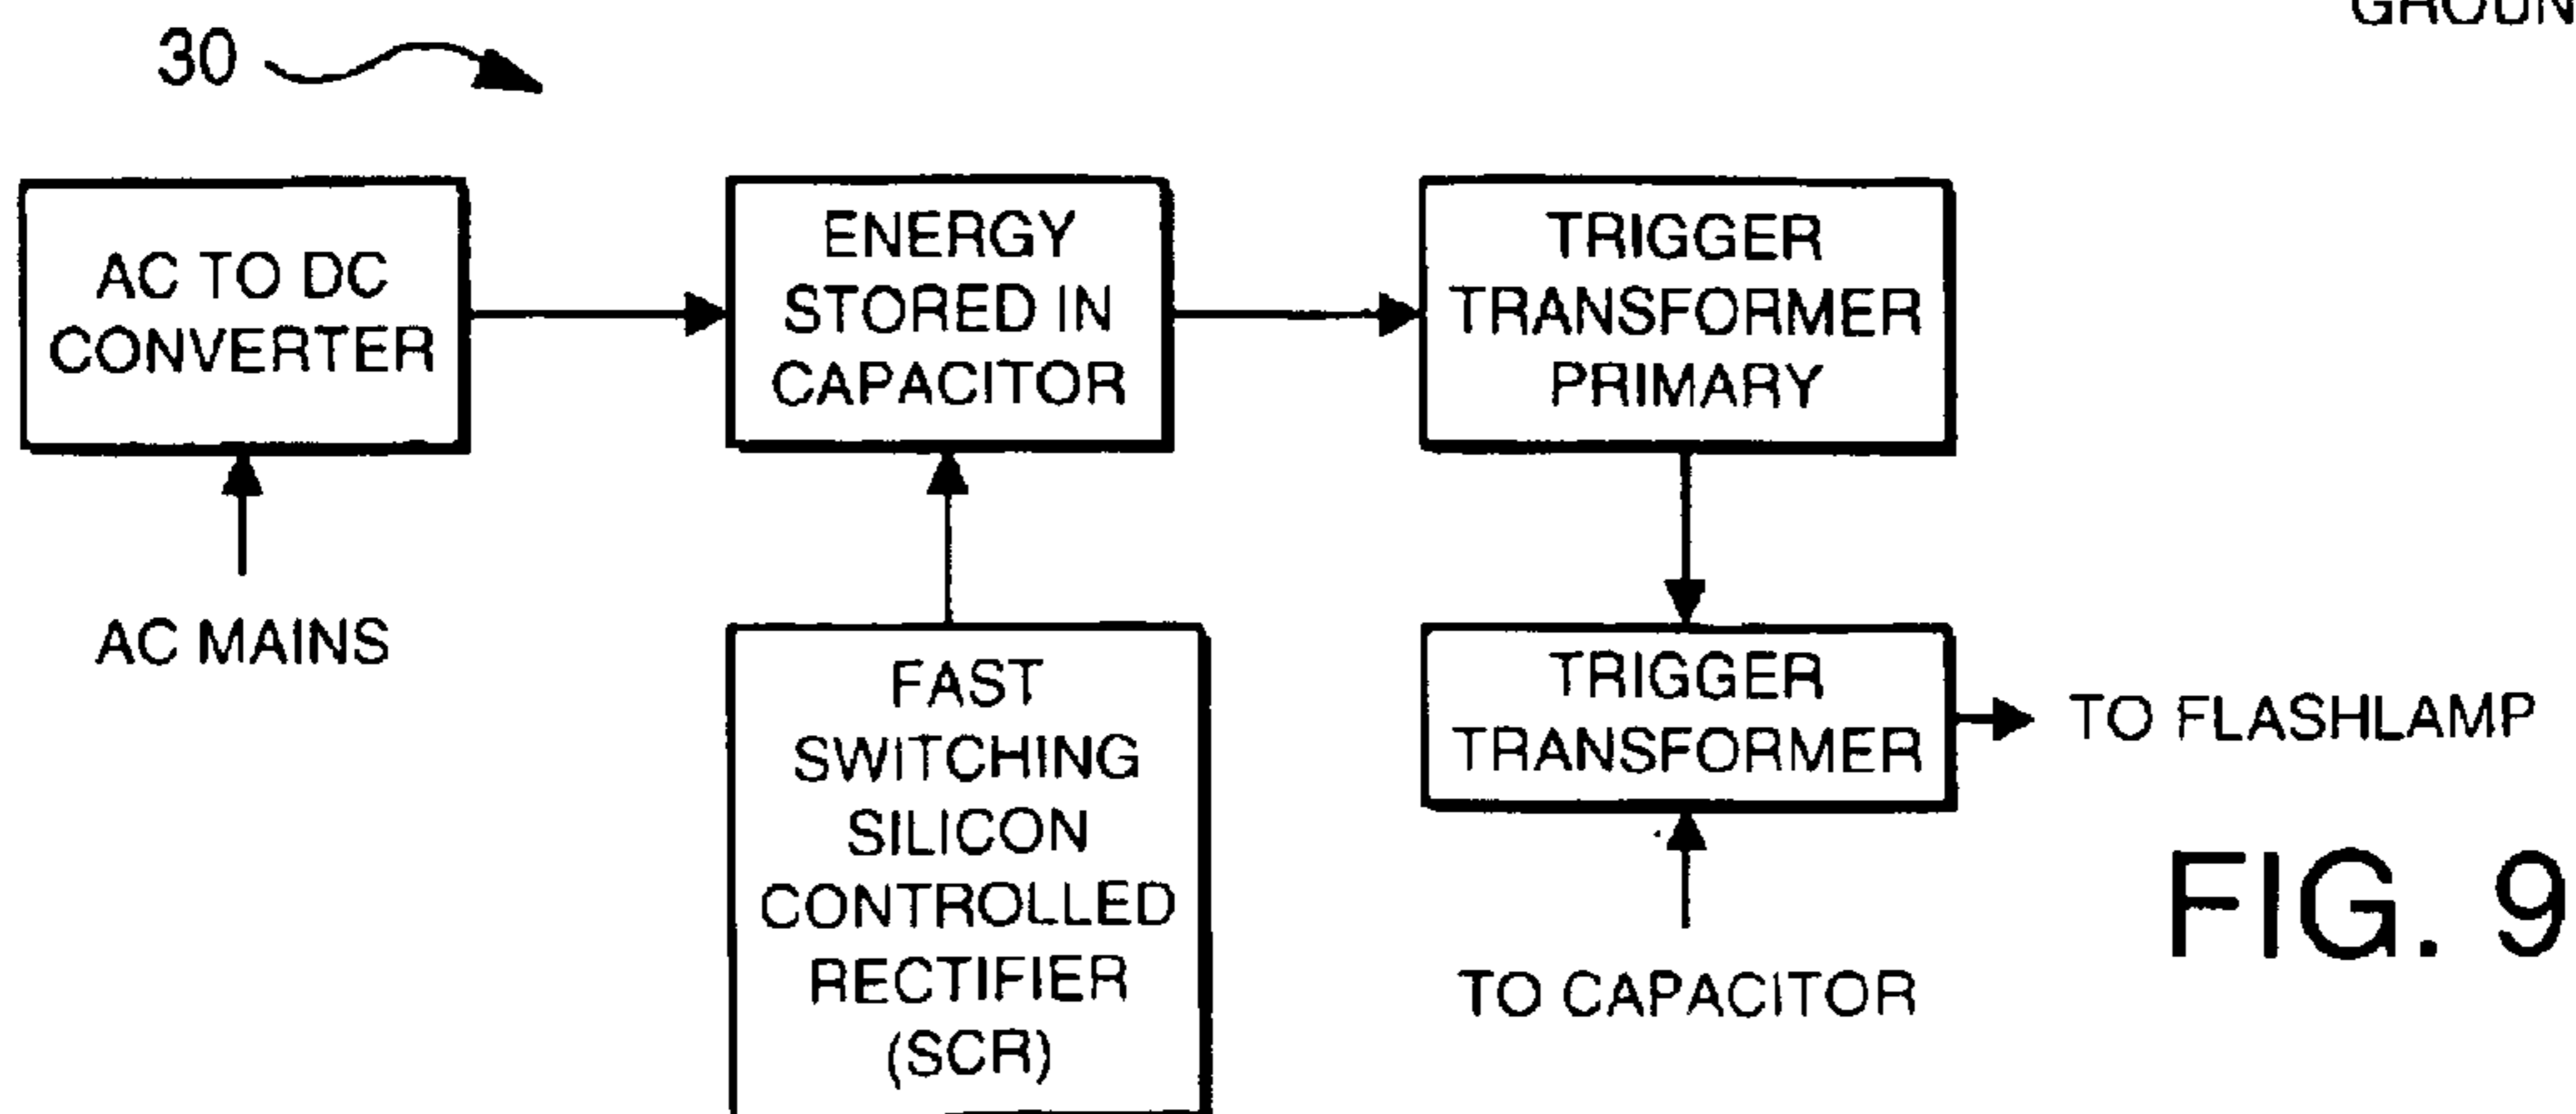 30
AC TO DC
CONVERTER
ENERGY
STORED IN
CAPACITOR
TRIGGER
TRANSFORMER
PRIMARY
AC MAINS
FAST
SWITCHING
SILICON
CONTROLLED
RECTIFIER
(SCR)
TRIGGER
TRANSFORMER
TO FLASHLAMP
TO CAPACITOR
FIG. 9